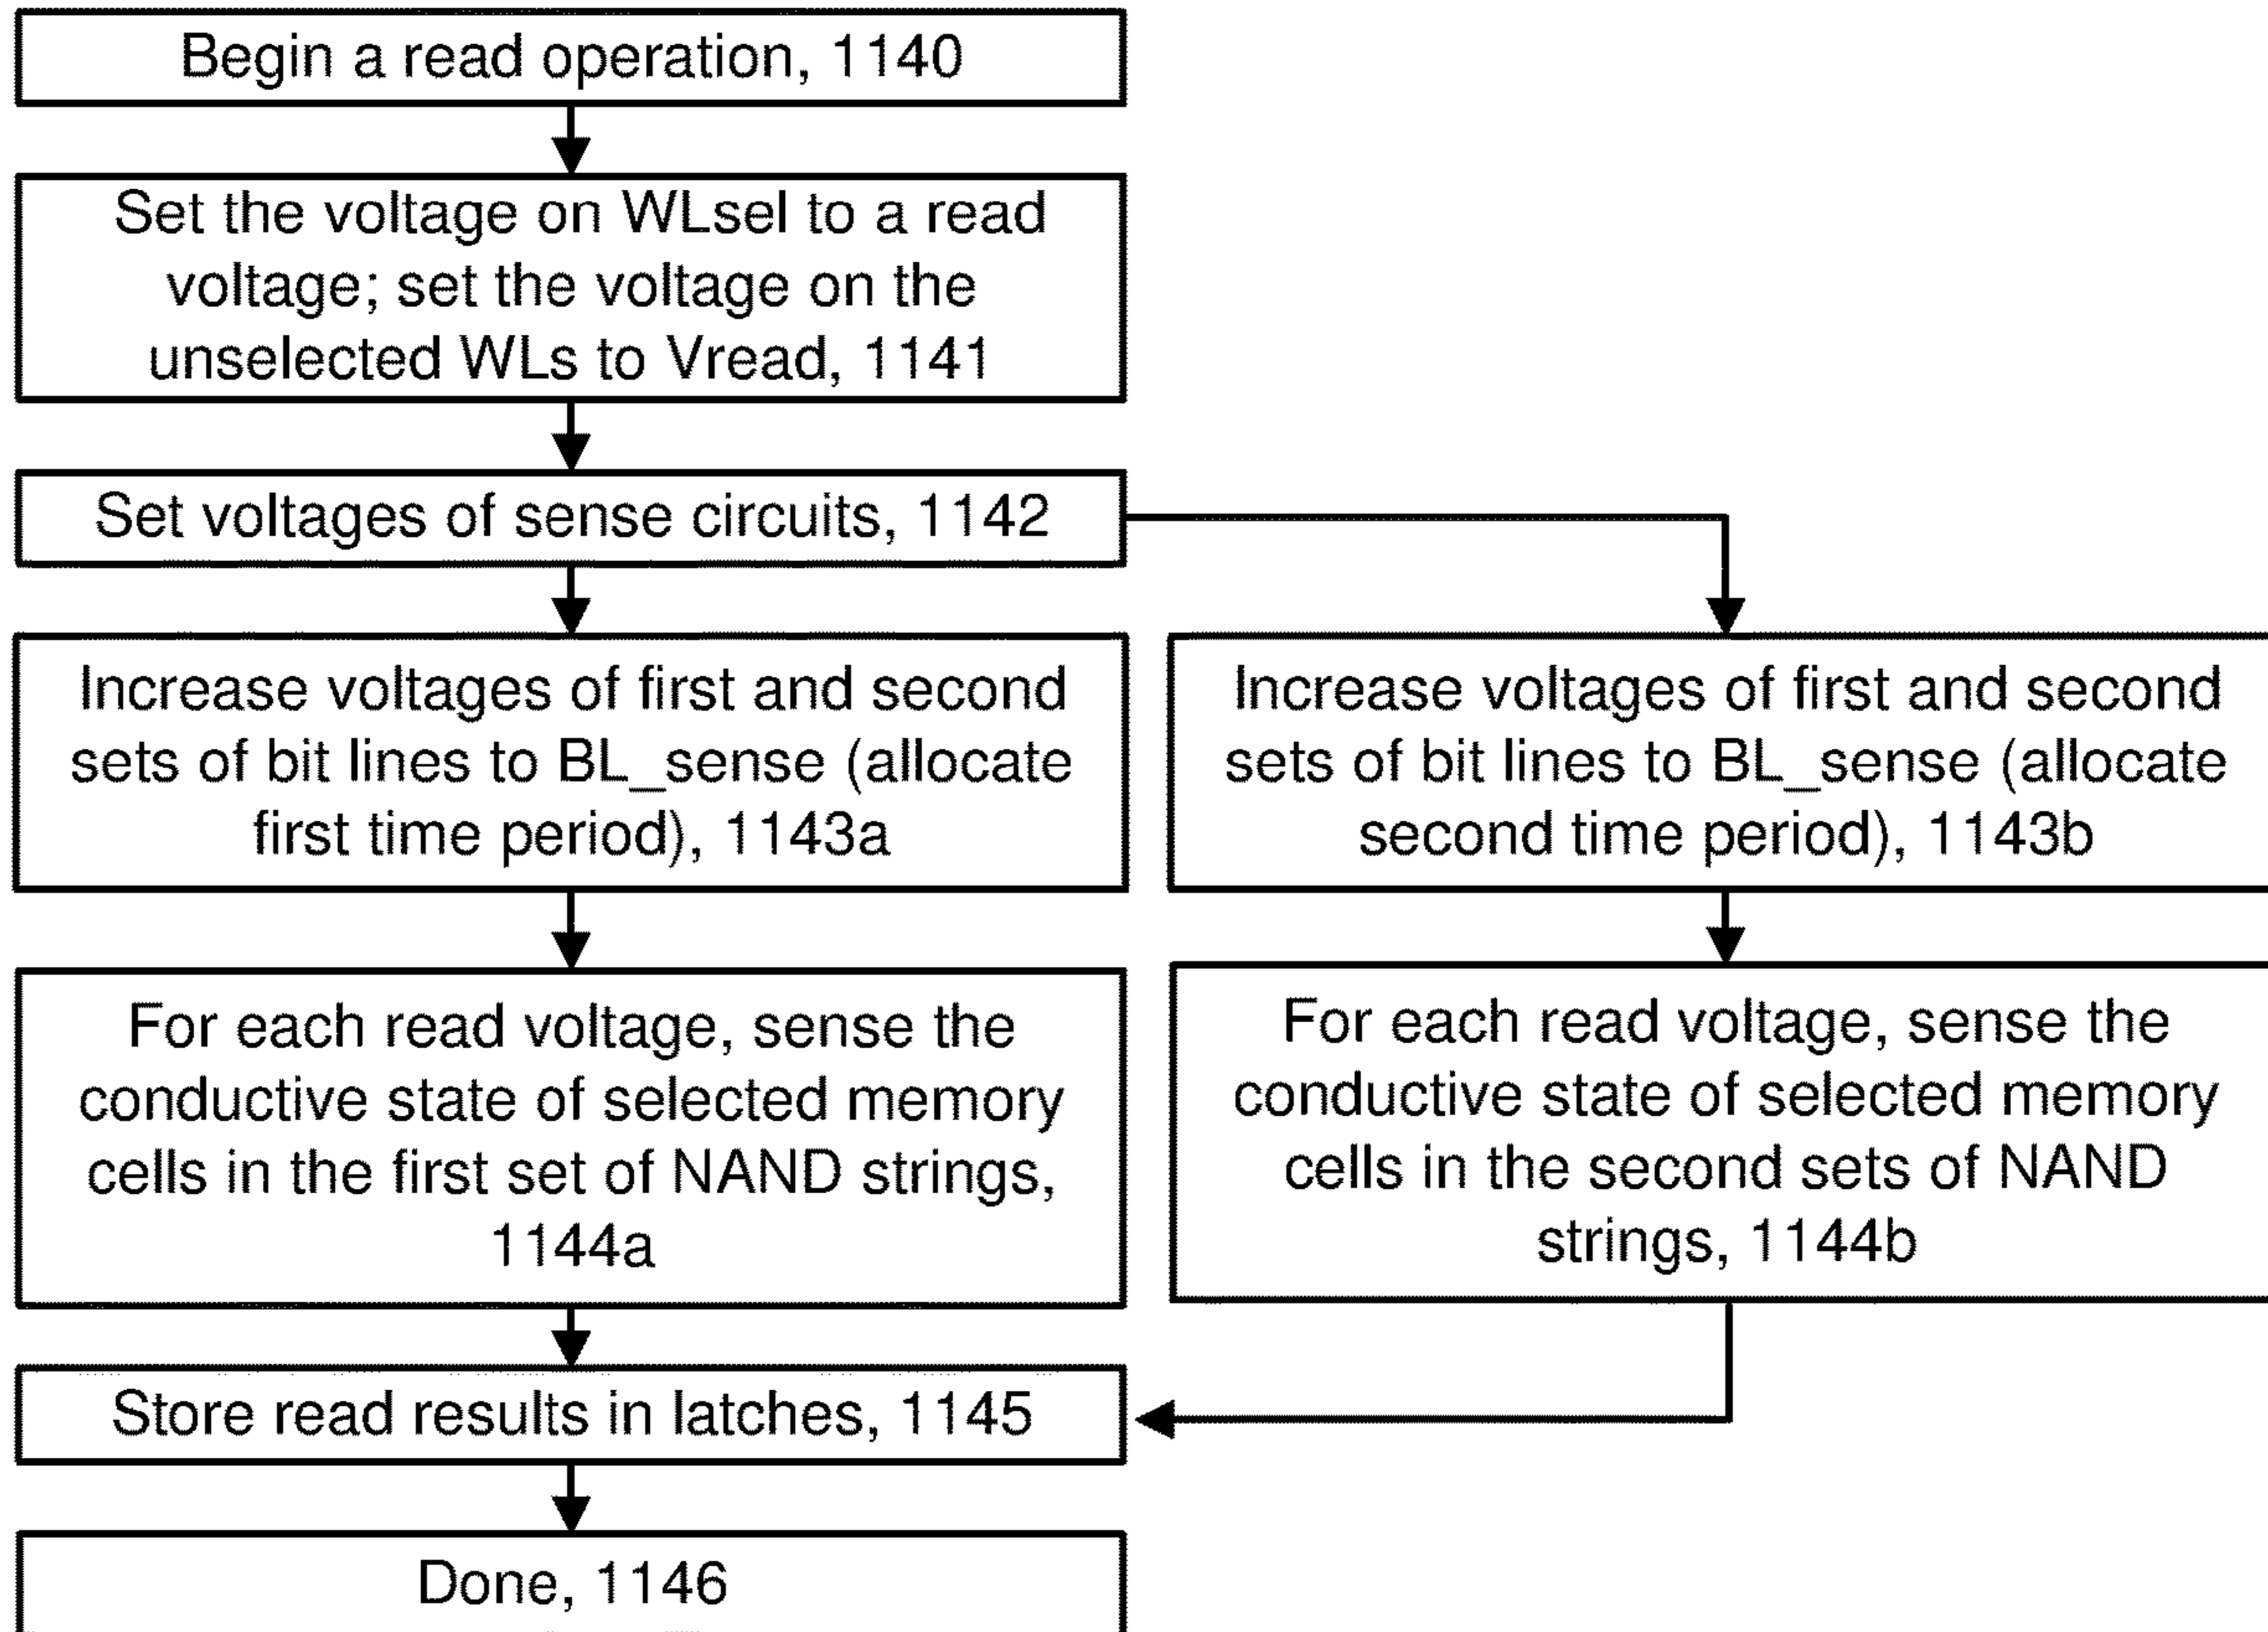 Begin a read operation, 1140
Set the voltage on WLsel to a read
voltage; set the voltage on the
unselected WLs to Vread, 1141
Set voltages of sense circuits, 1142
Increase voltages of first and second
sets of bit lines to BL_sense (allocate
first time period), 1143a
Increase voltages of first and second
sets of bit lines to BL_sense (allocate
second time period), 1143b
For each read voltage, sense the
conductive state of selected memory
cells in the first set of NAND strings,
1144a
For each read voltage, sense the
conductive state of selected memory
cells in the second sets of NAND
strings, 1144b
Store read results in latches, 1145
Done, 1146